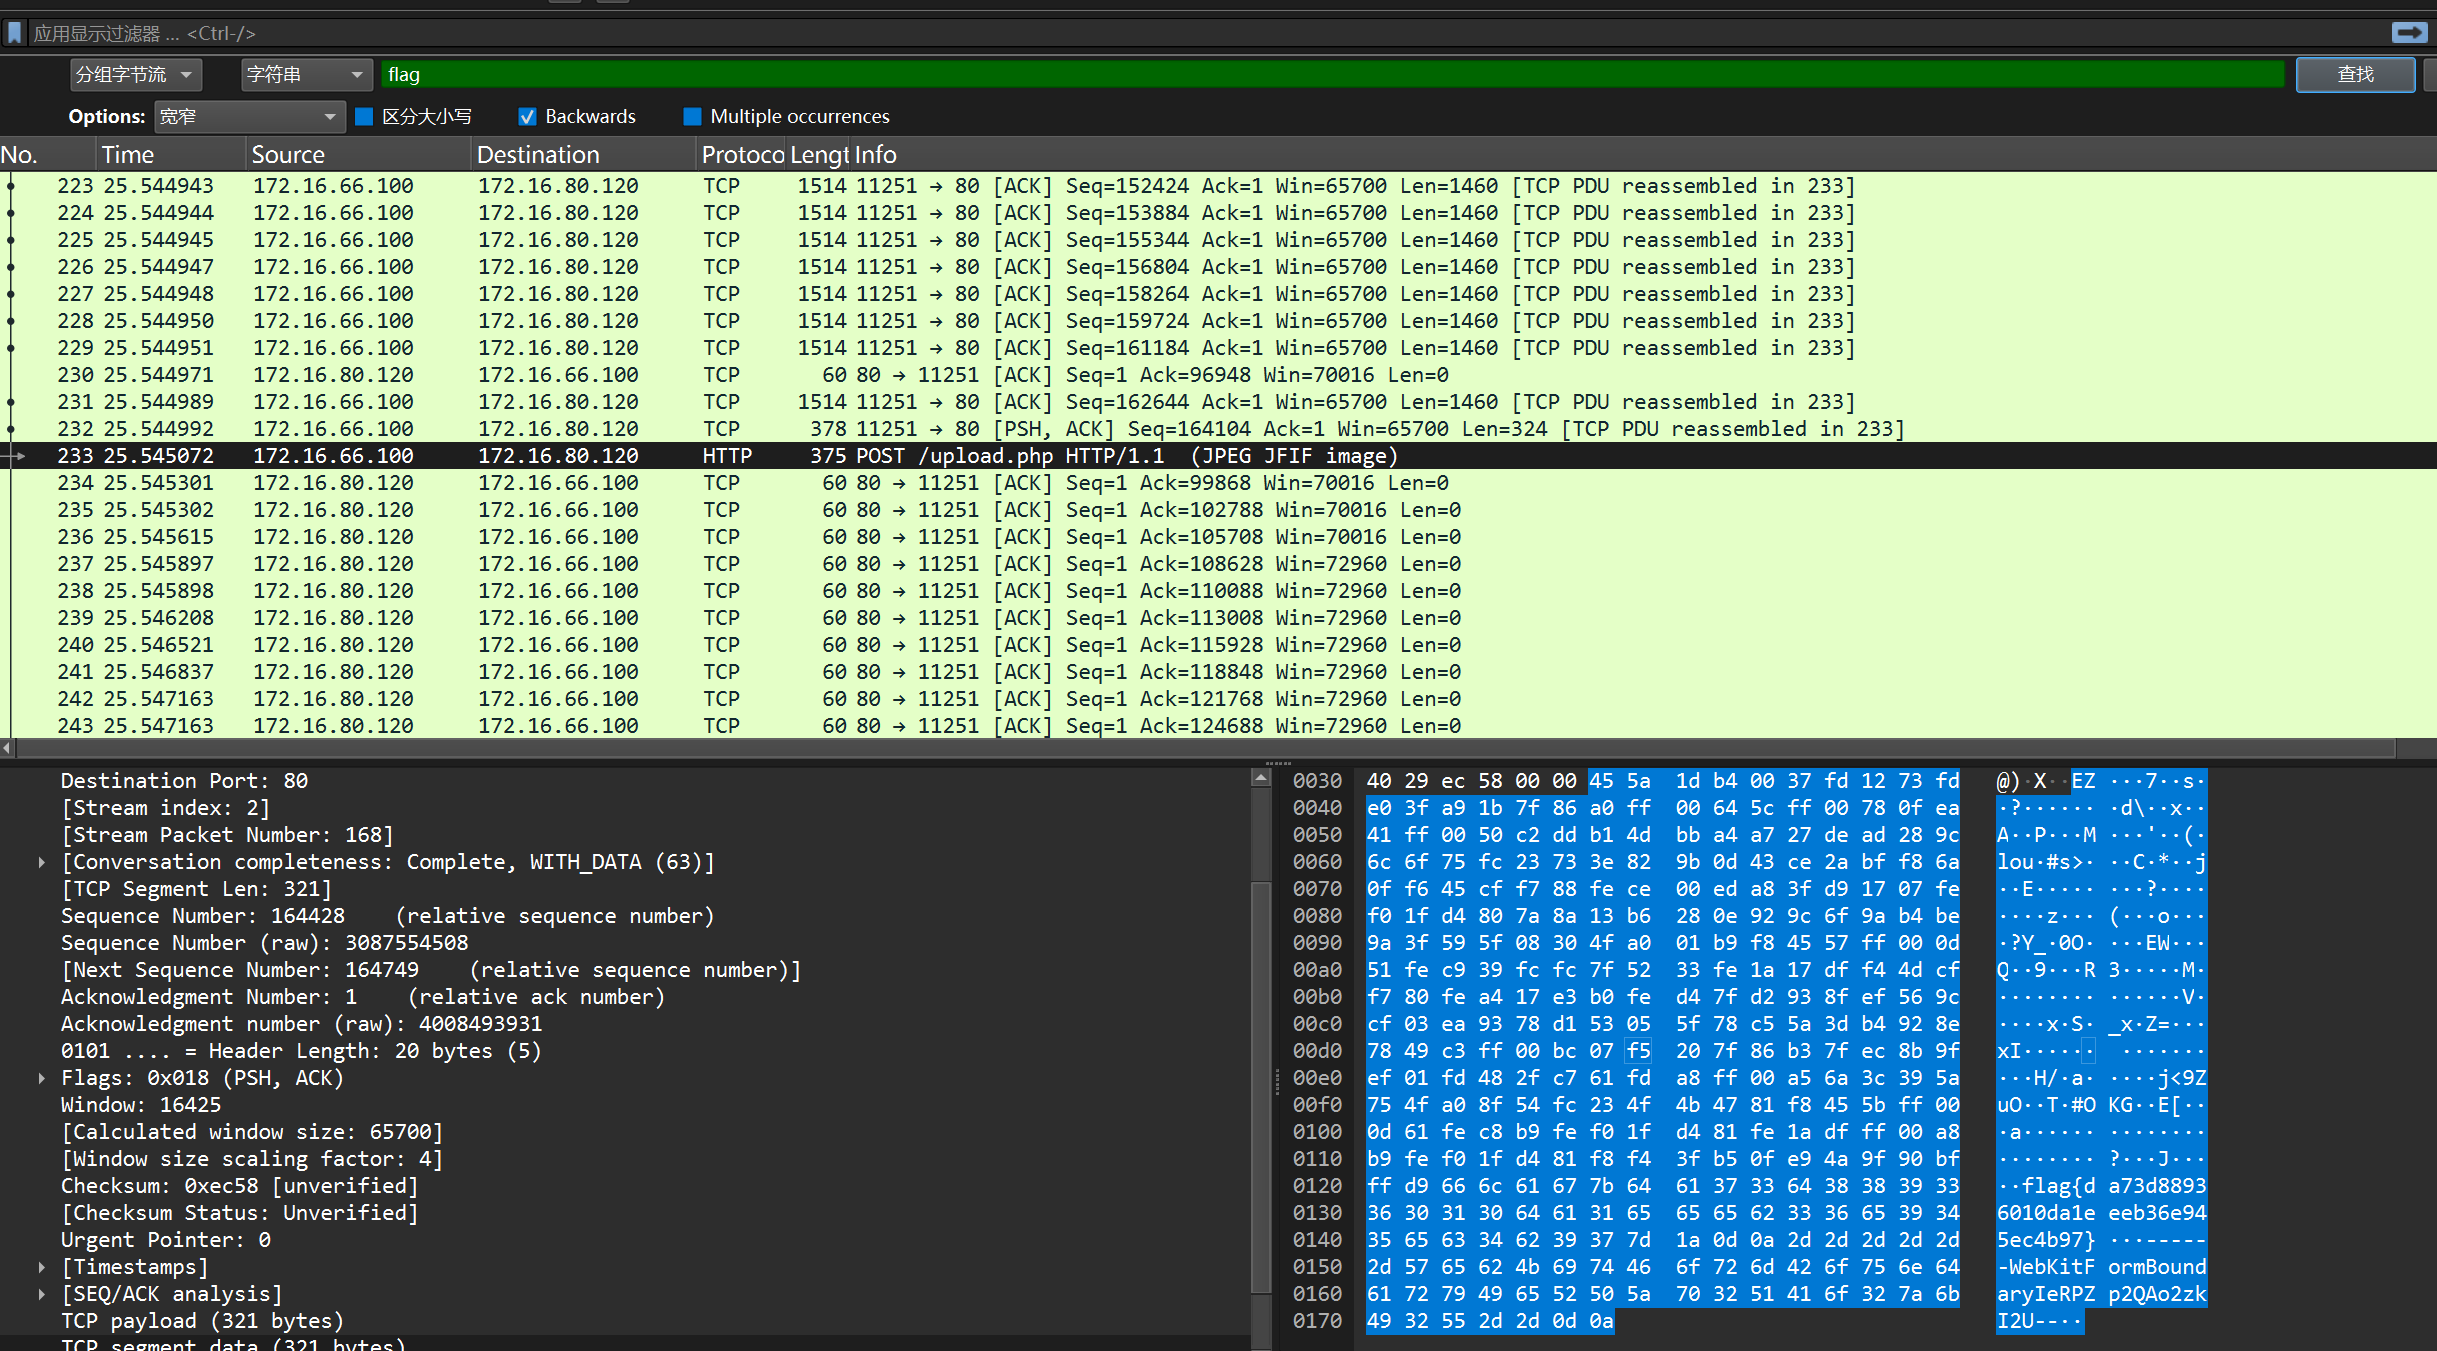 应用显示过滤器 … <Ctrl-/>
分组字节流 字符串 flag 查找
Options: 宽窄 区分大小写 Backwards Multiple occurrences
No. Time Source Destination Protoco Lengt Info
223 25.544943 172.16.66.100 172.16.80.120 TCP 1514 11251 → 80 [ACK] Seq=152424 Ack=1 Win=65700 Len=1460 [TCP PDU reassembled in 233]
224 25.544944 172.16.66.100 172.16.80.120 TCP 1514 11251 → 80 [ACK] Seq=153884 Ack=1 Win=65700 Len=1460 [TCP PDU reassembled in 233]
225 25.544945 172.16.66.100 172.16.80.120 TCP 1514 11251 → 80 [ACK] Seq=155344 Ack=1 Win=65700 Len=1460 [TCP PDU reassembled in 233]
226 25.544947 172.16.66.100 172.16.80.120 TCP 1514 11251 → 80 [ACK] Seq=156804 Ack=1 Win=65700 Len=1460 [TCP PDU reassembled in 233]
227 25.544948 172.16.66.100 172.16.80.120 TCP 1514 11251 → 80 [ACK] Seq=158264 Ack=1 Win=65700 Len=1460 [TCP PDU reassembled in 233]
228 25.544950 172.16.66.100 172.16.80.120 TCP 1514 11251 → 80 [ACK] Seq=159724 Ack=1 Win=65700 Len=1460 [TCP PDU reassembled in 233]
229 25.544951 172.16.66.100 172.16.80.120 TCP 1514 11251 → 80 [ACK] Seq=161184 Ack=1 Win=65700 Len=1460 [TCP PDU reassembled in 233]
230 25.544971 172.16.80.120 172.16.66.100 TCP 60 80 → 11251 [ACK] Seq=1 Ack=96948 Win=70016 Len=0
231 25.544989 172.16.66.100 172.16.80.120 TCP 1514 11251 → 80 [ACK] Seq=162644 Ack=1 Win=65700 Len=1460 [TCP PDU reassembled in 233]
232 25.544992 172.16.66.100 172.16.80.120 TCP 378 11251 → 80 [PSH, ACK] Seq=164104 Ack=1 Win=65700 Len=324 [TCP PDU reassembled in 233]
233 25.545072 172.16.66.100 172.16.80.120 HTTP 375 POST /upload.php HTTP/1.1 (JPEG JFIF image)
234 25.545301 172.16.80.120 172.16.66.100 TCP 60 80 → 11251 [ACK] Seq=1 Ack=99868 Win=70016 Len=0
235 25.545302 172.16.80.120 172.16.66.100 TCP 60 80 → 11251 [ACK] Seq=1 Ack=102788 Win=70016 Len=0
236 25.545615 172.16.80.120 172.16.66.100 TCP 60 80 → 11251 [ACK] Seq=1 Ack=105708 Win=70016 Len=0
237 25.545897 172.16.80.120 172.16.66.100 TCP 60 80 → 11251 [ACK] Seq=1 Ack=108628 Win=72960 Len=0
238 25.545898 172.16.80.120 172.16.66.100 TCP 60 80 → 11251 [ACK] Seq=1 Ack=110088 Win=72960 Len=0
239 25.546208 172.16.80.120 172.16.66.100 TCP 60 80 → 11251 [ACK] Seq=1 Ack=113008 Win=72960 Len=0
240 25.546521 172.16.80.120 172.16.66.100 TCP 60 80 → 11251 [ACK] Seq=1 Ack=115928 Win=72960 Len=0
241 25.546837 172.16.80.120 172.16.66.100 TCP 60 80 → 11251 [ACK] Seq=1 Ack=118848 Win=72960 Len=0
242 25.547163 172.16.80.120 172.16.66.100 TCP 60 80 → 11251 [ACK] Seq=1 Ack=121768 Win=72960 Len=0
243 25.547163 172.16.80.120 172.16.66.100 TCP 60 80 → 11251 [ACK] Seq=1 Ack=124688 Win=72960 Len=0
Destination Port: 80
[Stream index: 2]
[Stream Packet Number: 168]
[Conversation completeness: Complete, WITH_DATA (63)]
[TCP Segment Len: 321]
Sequence Number: 164428 (relative sequence number)
Sequence Number (raw): 3087554508
[Next Sequence Number: 164749 (relative sequence number)]
Acknowledgment Number: 1 (relative ack number)
Acknowledgment number (raw): 4008493931
0101 .... = Header Length: 20 bytes (5)
Flags: 0x018 (PSH, ACK)
Window: 16425
[Calculated window size: 65700]
[Window size scaling factor: 4]
Checksum: 0xec58 [unverified]
[Checksum Status: Unverified]
Urgent Pointer: 0
[Timestamps]
[SEQ/ACK analysis]
TCP payload (321 bytes)
TCP segment data (321 bytes)
0030 40 29 ec 58 00 00 45 5a 1d b4 00 37 fd 12 73 fd @)·X··EZ ···7··s·
0040 e0 3f a9 1b 7f 86 a0 ff 00 64 5c ff 00 78 0f ea ·?······ ·d\··x··
0050 41 ff 00 50 c2 dd b1 4d bb a4 a7 27 de ad 28 9c A··P···M ···'··(·
0060 6c 6f 75 fc 23 73 3e 82 9b 0d 43 ce 2a bf f8 6a lou·#s>· ··C·*··j
0070 0f f6 45 cf f7 88 fe ce 00 ed a8 3f d9 17 07 fe ··E····· ···?····
0080 f0 1f d4 80 7a 8a 13 b6 28 0e 92 9c 6f 9a b4 be ····z··· (···o···
0090 9a 3f 59 5f 08 30 4f a0 01 b9 f8 45 57 ff 00 0d ·?Y_·0O· ···EW···
00a0 51 fe c9 39 fc fc 7f 52 33 fe 1a 17 df f4 4d cf Q··9···R 3·····M·
00b0 f7 80 fe a4 17 e3 b0 fe d4 7f d2 93 8f ef 56 9c ········ ······V·
00c0 cf 03 ea 93 78 d1 53 05 5f 78 c5 5a 3d b4 92 8e ····x·S· _x·Z=···
00d0 78 49 c3 ff 00 bc 07 f5 20 7f 86 b3 7f ec 8b 9f xI······ ·······
00e0 ef 01 fd 48 2f c7 61 fd a8 ff 00 a5 6a 3c 39 5a ···H/·a· ····j<9Z
00f0 75 4f a0 8f 54 fc 23 4f 4b 47 81 f8 45 5b ff 00 uO··T·#O KG··E[··
0100 0d 61 fe c8 b9 fe f0 1f d4 81 fe 1a df ff 00 a8 ·a······ ········
0110 b9 fe f0 1f d4 81 f8 f4 3f b5 0f e9 4a 9f 90 bf ········ ?···J···
0120 ff d9 66 6c 61 67 7b 64 61 37 33 64 38 38 39 33 ··flag{d a73d8893
0130 36 30 31 30 64 61 31 65 65 65 62 33 36 65 39 34 6010da1e eeb36e94
0140 35 65 63 34 62 39 37 7d 1a 0d 0a 2d 2d 2d 2d 2d 5ec4b97} ···-----
0150 2d 57 65 62 4b 69 74 46 6f 72 6d 42 6f 75 6e 64 -WebKitF ormBound
0160 61 72 79 49 65 52 50 5a 70 32 51 41 6f 32 7a 6b aryIeRPZ p2QAo2zk
0170 49 32 55 2d 2d 0d 0a I2U--··